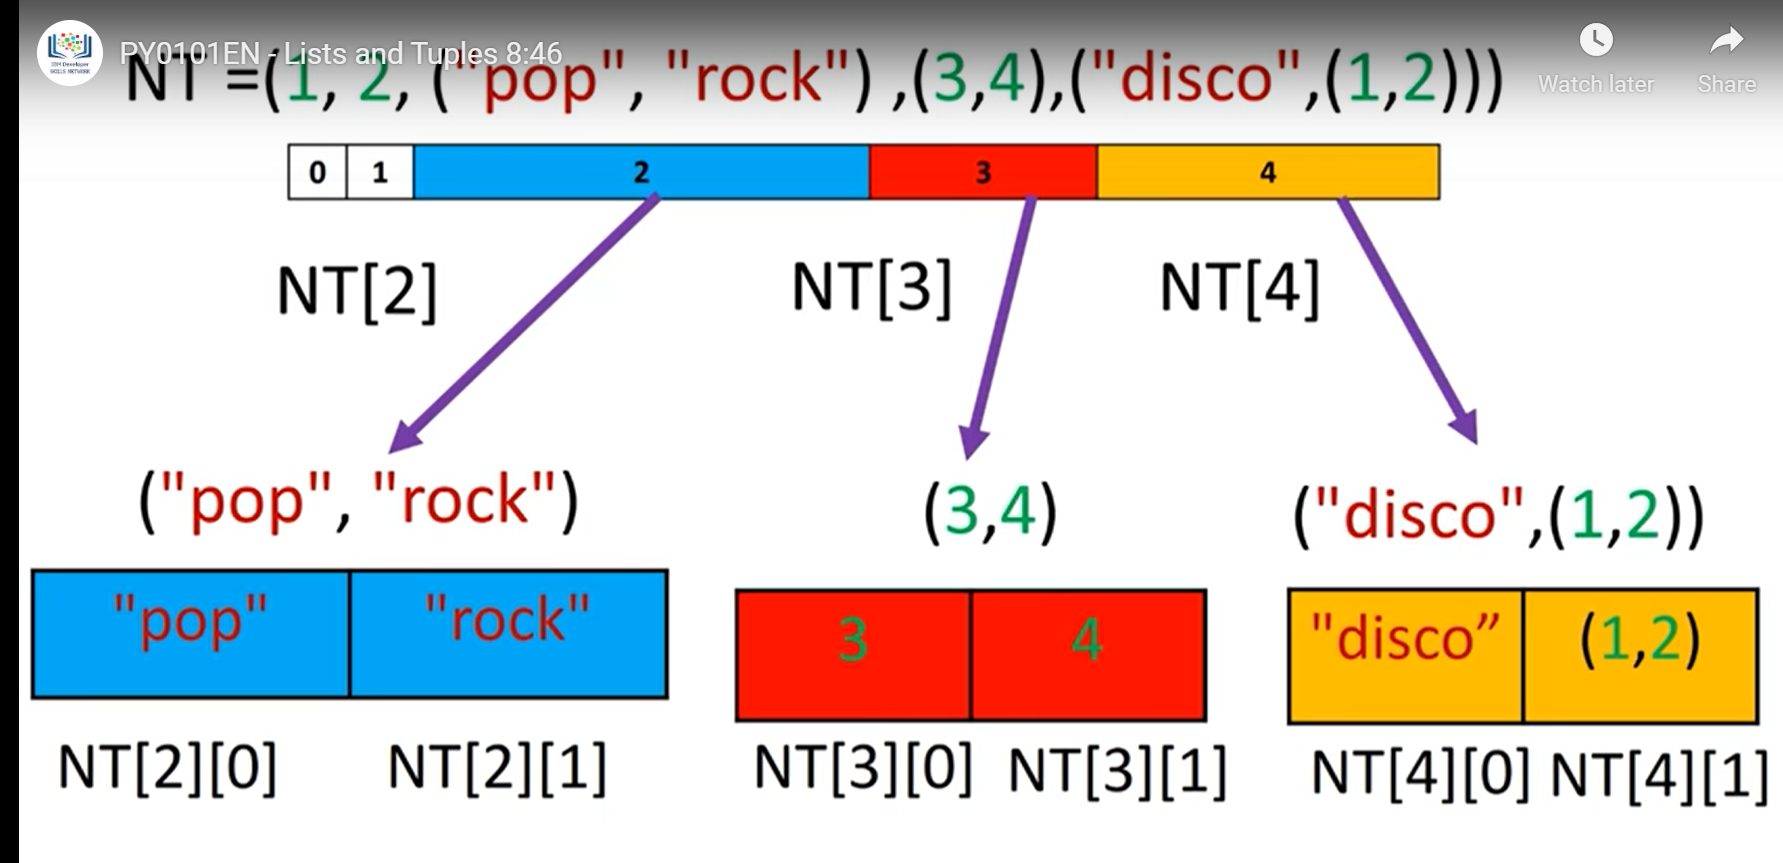 PY0101EN - Lists and Tuples 8:46
IBM Developer
SKILLS NETWORK
Watch later
Share
NT =(1, 2, ("pop", "rock") ,(3,4),("disco",(1,2)))
0 1 2 3 4
NT[2] NT[3] NT[4]
("pop", "rock") (3,4) ("disco",(1,2))
"pop" "rock" 3 4 "disco” (1,2)
NT[2][0] NT[2][1] NT[3][0] NT[3][1] NT[4][0] NT[4][1]